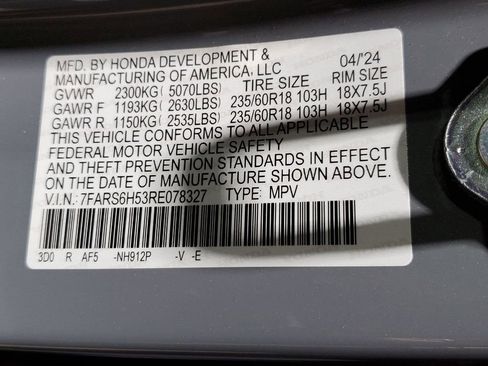 MFD. BY HONDA DEVELOPMENT & 04/'24
MANUFACTURING OF AMERICA, LLC
GVWR 2300KG( 5070LBS) TIRE SIZE RIM SIZE
GAWR F 1193KG( 2630LBS) 235/60R18 103H 18X7.5J
GAWR R 1150KG( 2535LBS) 235/60R18 103H 18X7.5J
THIS VEHICLE CONFORMS TO ALL APPLICABLE
FEDERAL MOTOR VEHICLE SAFETY
AND THEFT PREVENTION STANDARDS IN EFFECT
ON THE DATE OF MANUFACTURE SHOWN ABOVE.
V.I.N.: 7FARS6H53RE078327 TYPE: MPV
3D0 R AF5 -NH912P -V -E